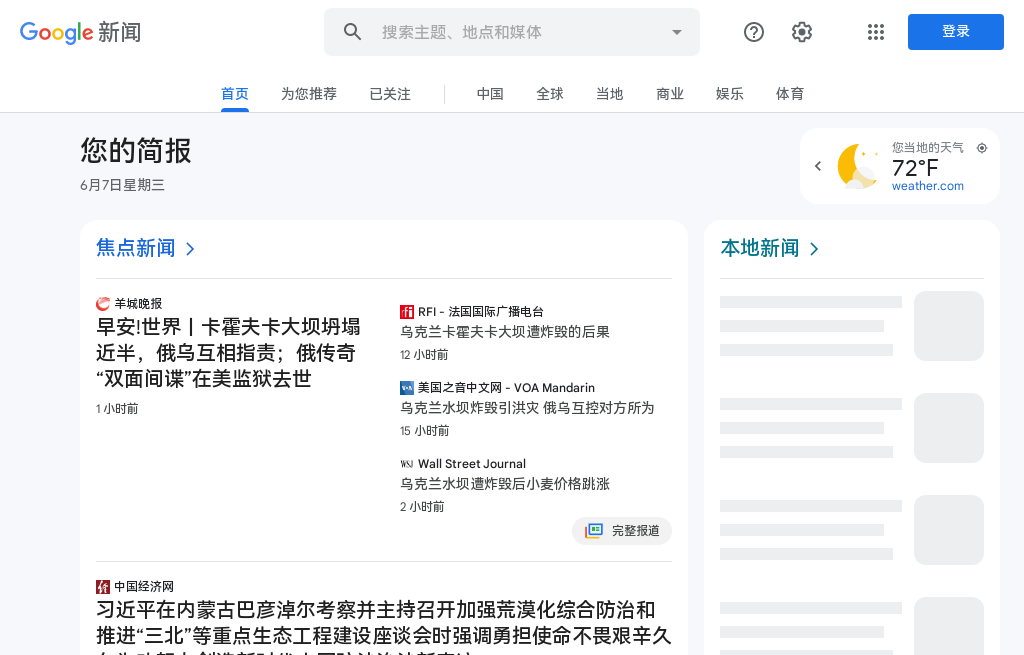 Google 新闻
搜索主题、地点和媒体
登录
首页
为您推荐
已关注
中国
全球
当地
商业
娱乐
体育
您的简报
6月7日星期三
您当地的天气
72°F
weather.com
焦点新闻
羊城晚报
早安!世界丨卡霍夫卡大坝坍塌
近半，俄乌互相指责；俄传奇
“双面间谍”在美监狱去世
1 小时前
RFI - 法国国际广播电台
乌克兰卡霍夫卡大坝遭炸毁的后果
12 小时前
VOA
美国之音中文网 - VOA Mandarin
乌克兰水坝炸毁引洪灾 俄乌互控对方所为
15 小时前
WSJ
Wall Street Journal
乌克兰水坝遭炸毁后小麦价格跳涨
2 小时前
完整报道
中国经济网
习近平在内蒙古巴彦淖尔考察并主持召开加强荒漠化综合防治和
推进“三北”等重点生态工程建设座谈会时强调勇担使命不畏艰辛久
本地新闻